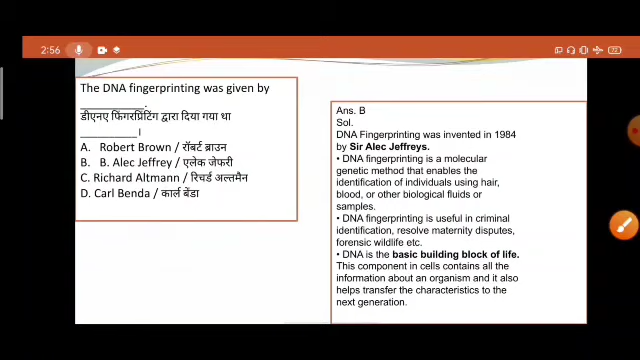 2:56
72
The DNA fingerprinting was given by
________.
डीएनए फिंगरप्रिंटिंग द्वारा दिया गया था
________।
A. Robert Brown / रॉबर्ट ब्राउन
B. B. Alec Jeffrey / एलेक जेफरी
C. Richard Altmann / रिचर्ड अल्तमैन
D. Carl Benda / कार्ल बेंडा
Ans. B
Sol.
DNA Fingerprinting was invented in 1984
by Sir Alec Jeffreys.
• DNA fingerprinting is a molecular
genetic method that enables the
identification of individuals using hair,
blood, or other biological fluids or
samples.
• DNA fingerprinting is useful in criminal
identification, resolve maternity disputes,
forensic wildlife etc.
• DNA is the basic building block of life.
This component in cells contains all the
information about an organism and it also
helps transfer the characteristics to the
next generation.